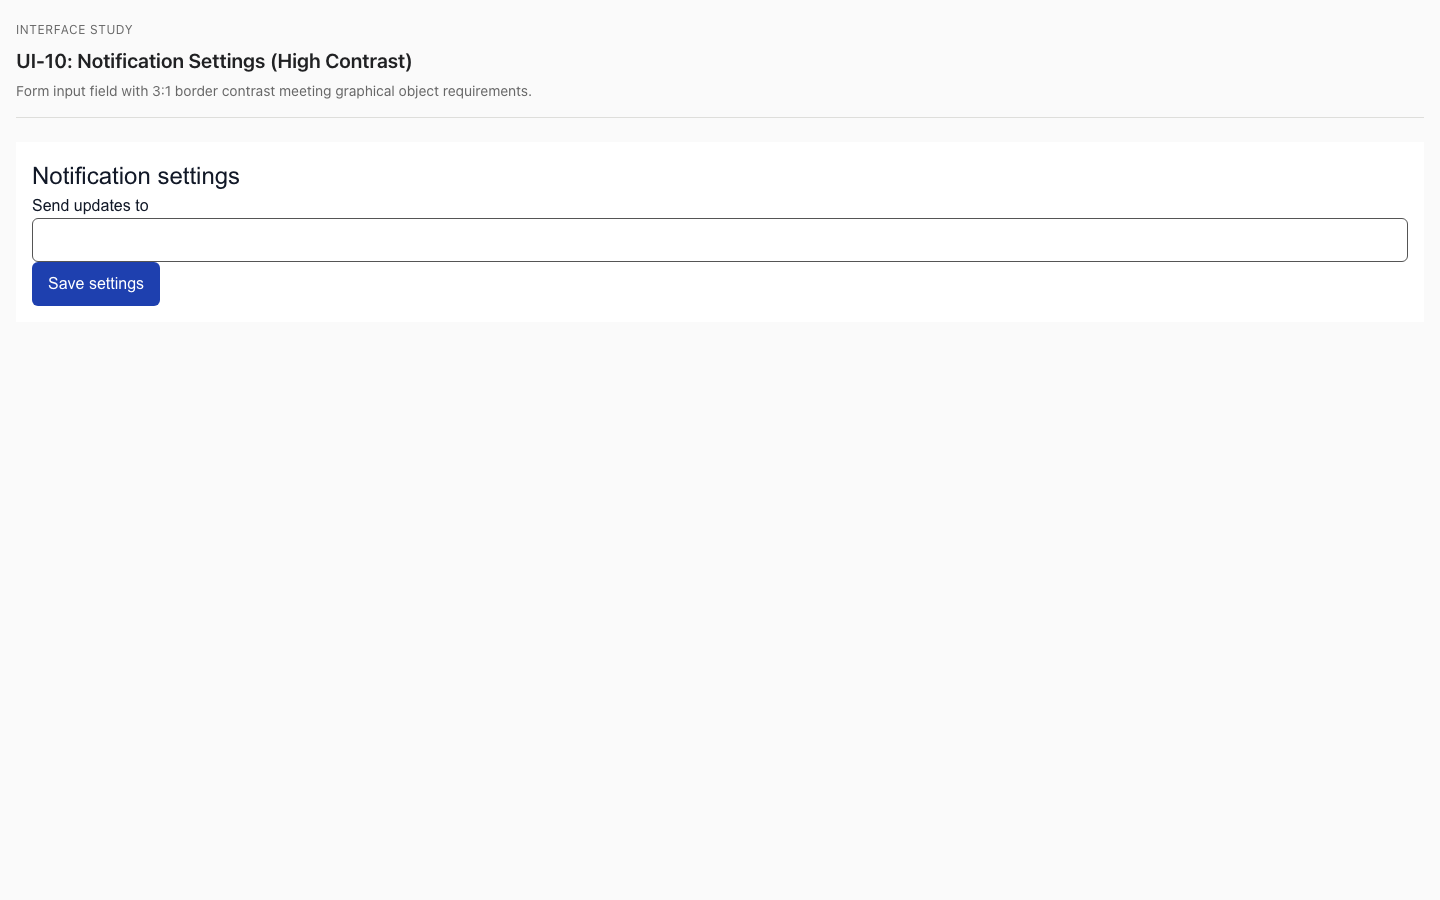 INTERFACE STUDY
UI-10: Notification Settings (High Contrast)
Form input field with 3:1 border contrast meeting graphical object requirements.
Notification settings
Send updates to
Save settings